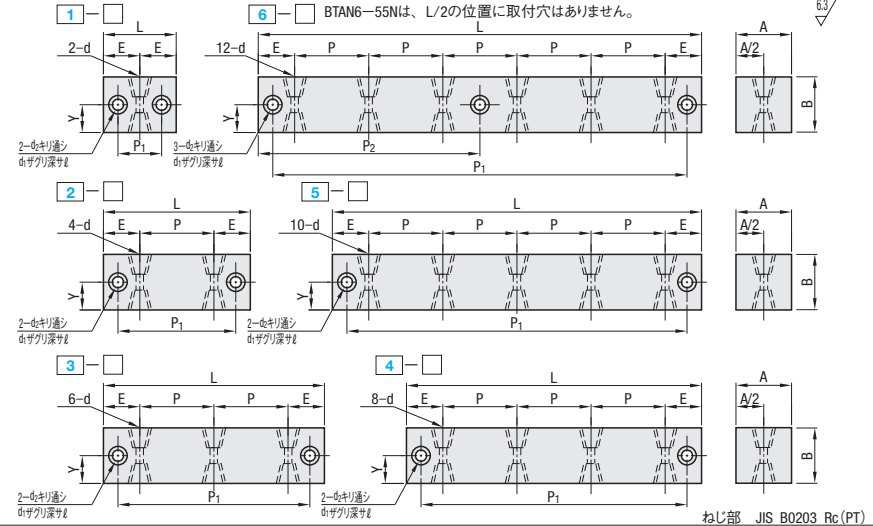 1－□
L
2-d
E
E
Y
P1
2-d2キリ通シ
d1ザグリ深サℓ
6－□ BTAN6－55Nは、L/2の位置に取付穴はありません。
L
12-d
E
P
P
P
P
P
E
Y
3-d2キリ通シ
d1ザグリ深サℓ
P2
P1
6.3
A
A/2
B
2－□
L
4-d
E
P
E
Y
2-d2キリ通シ
d1ザグリ深サℓ
P1
5－□
L
10-d
E
P
P
P
P
E
Y
2-d2キリ通シ
d1ザグリ深サℓ
P1
A
A/2
B
3－□
L
6-d
E
P
P
E
Y
2-d2キリ通シ
d1ザグリ深サℓ
P1
4－□
L
8-d
E
P
P
P
E
Y
2-d2キリ通シ
d1ザグリ深サℓ
P1
A
A/2
B
ねじ部 JIS B0203 Rc(PT)